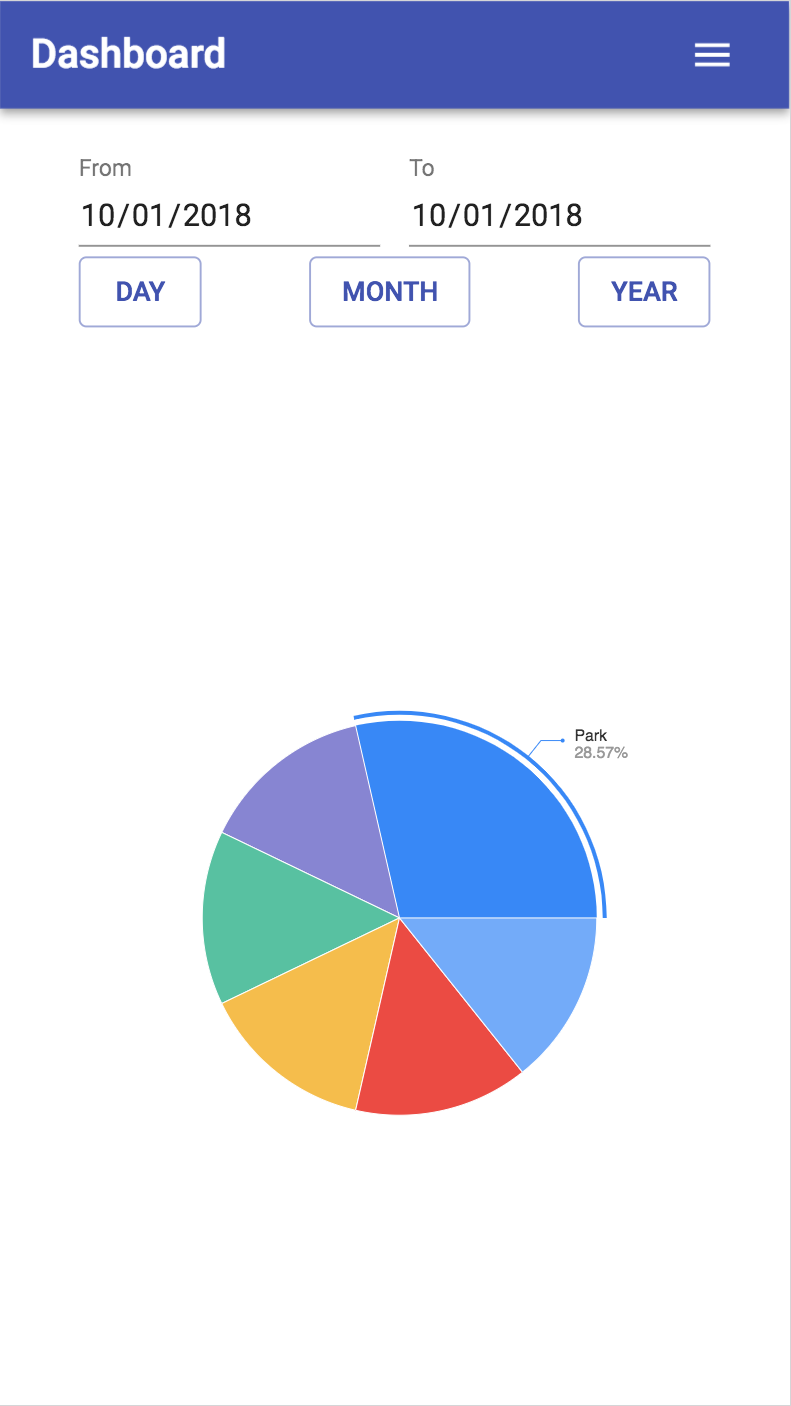 Dashboard
From
To
10/01/2018
10/01/2018
DAY
MONTH
YEAR
Park
28.57%